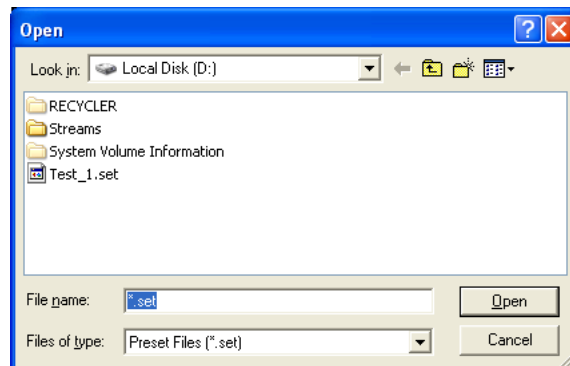 Open
Look in: Local Disk (D:)
RECYCLER
Streams
System Volume Information
Test_1.set
File name: *.set Open
Files of type: Preset Files (*.set) Cancel